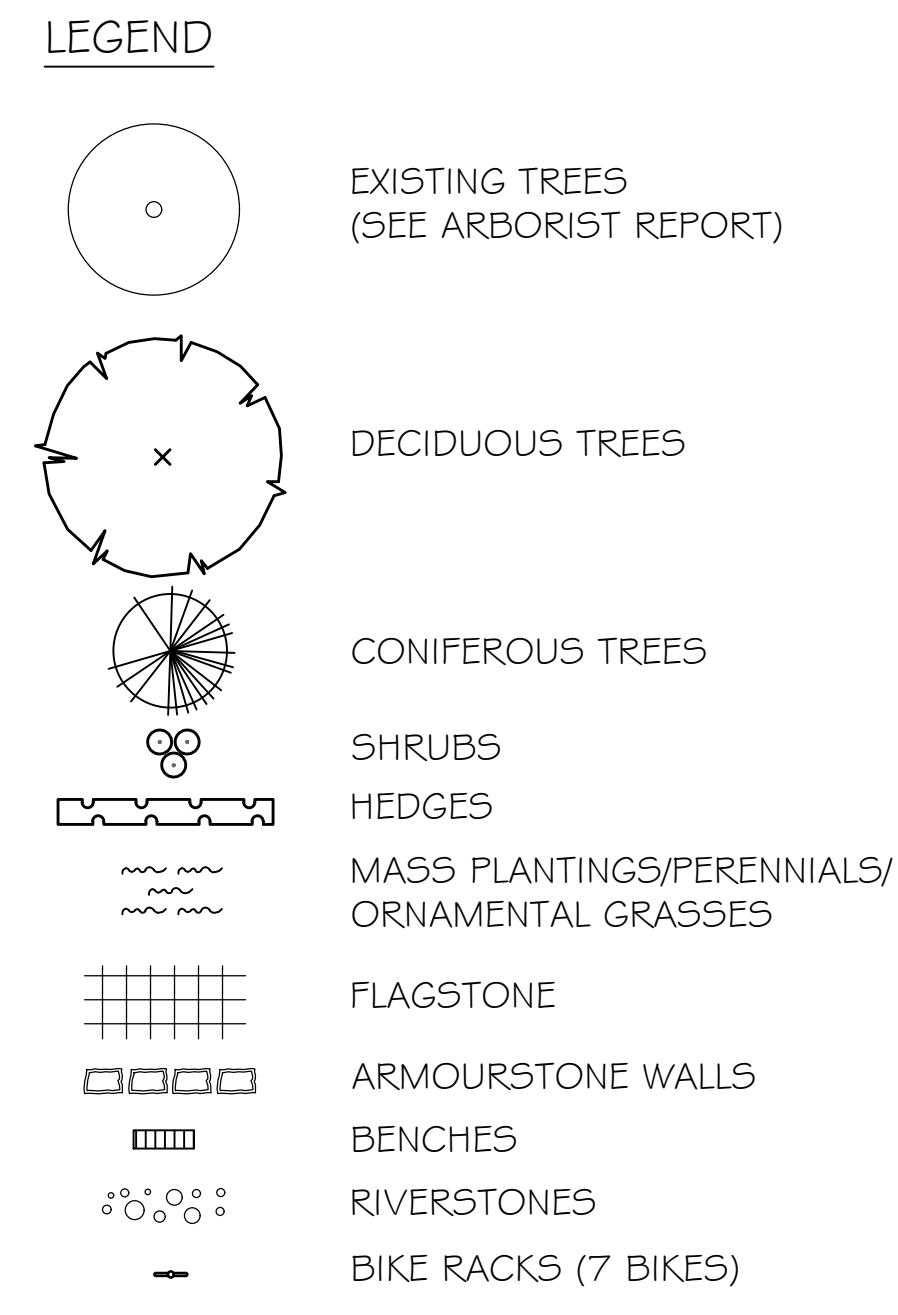 LEGEND
EXISTING TREES
(SEE ARBORIST REPORT)
DECIDUOUS TREES
CONIFEROUS TREES
SHRUBS
HEDGES
MASS PLANTINGS/PERENNIALS/
ORNAMENTAL GRASSES
FLAGSTONE
ARMOURSTONE WALLS
BENCHES
RIVERSTONES
BIKE RACKS (7 BIKES)